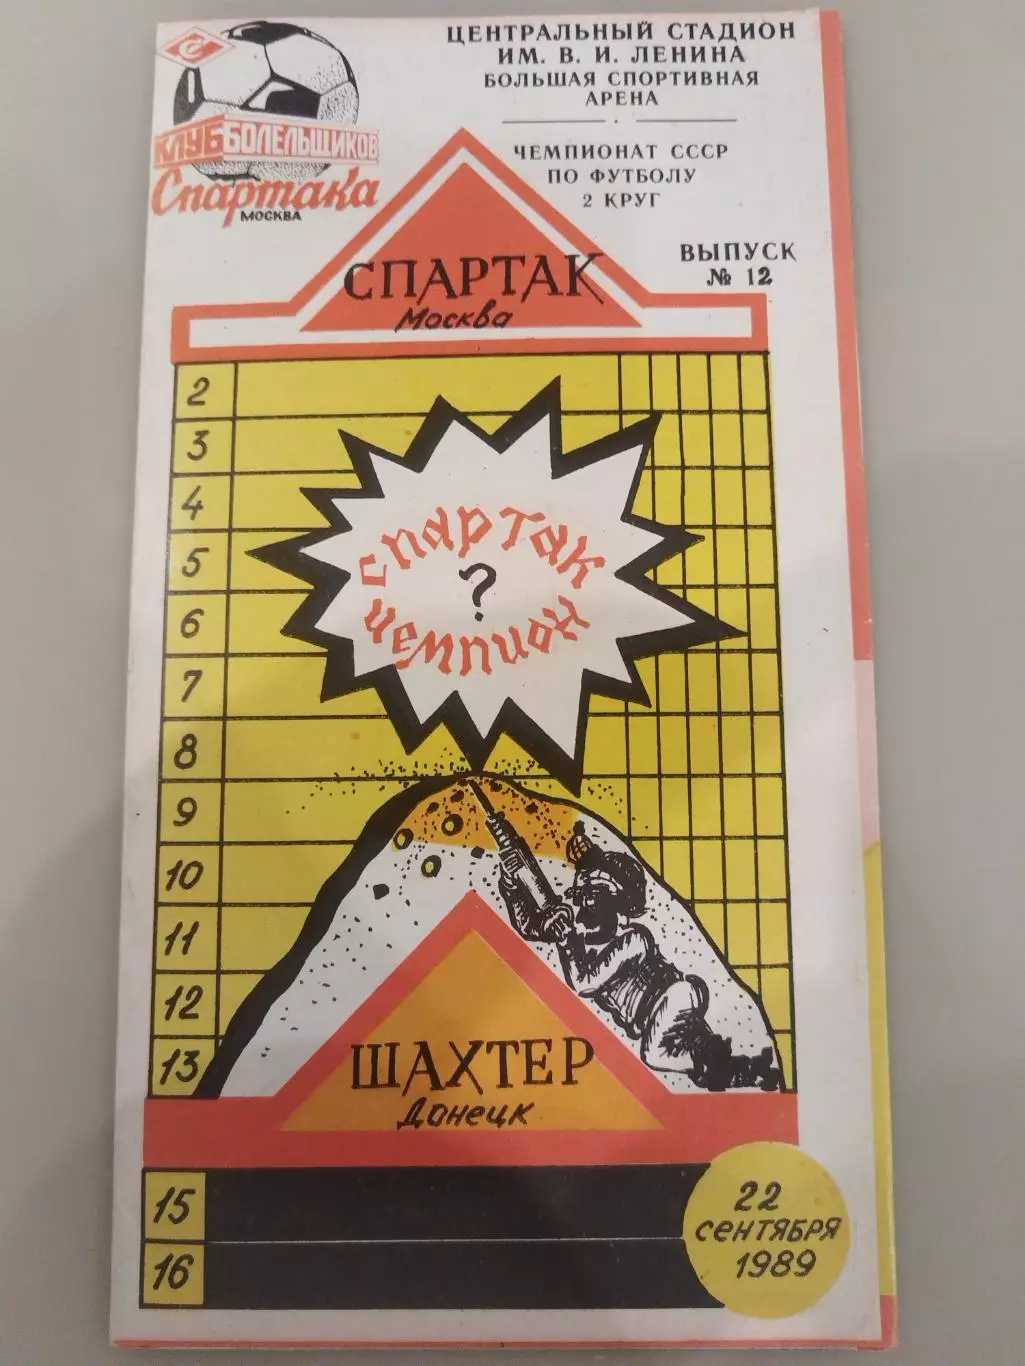 С
КЛУБ БОЛЕЛЬЩИКОВ
Спартака
МОСКВА
ЦЕНТРАЛЬНЫЙ СТАДИОН
ИМ. В. И. ЛЕНИНА
БОЛЬШАЯ СПОРТИВНАЯ
АРЕНА
ЧЕМПИОНАТ СССР
ПО ФУТБОЛУ
2 КРУГ
ВЫПУСК
№ 12
СПАРТАК
Москва
2
3
4
5
6
7
8
9
10
11
12
13
спартак
?
чемпион
ШАХТЕР
Донецк
15
16
22
СЕНТЯБРЯ
1989